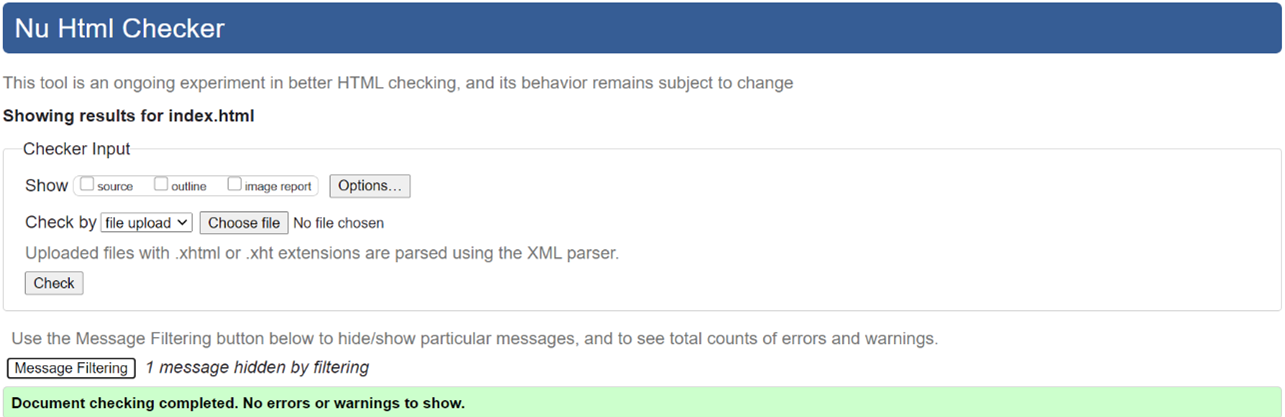 Nu Html Checker
This tool is an ongoing experiment in better HTML checking, and its behavior remains subject to change
Showing results for index.html
Checker Input
Show source outline image report Options...
Check by file upload Choose file No file chosen
Uploaded files with .xhtml or .xht extensions are parsed using the XML parser.
Check
Use the Message Filtering button below to hide/show particular messages, and to see total counts of errors and warnings.
Message Filtering 1 message hidden by filtering
Document checking completed. No errors or warnings to show.